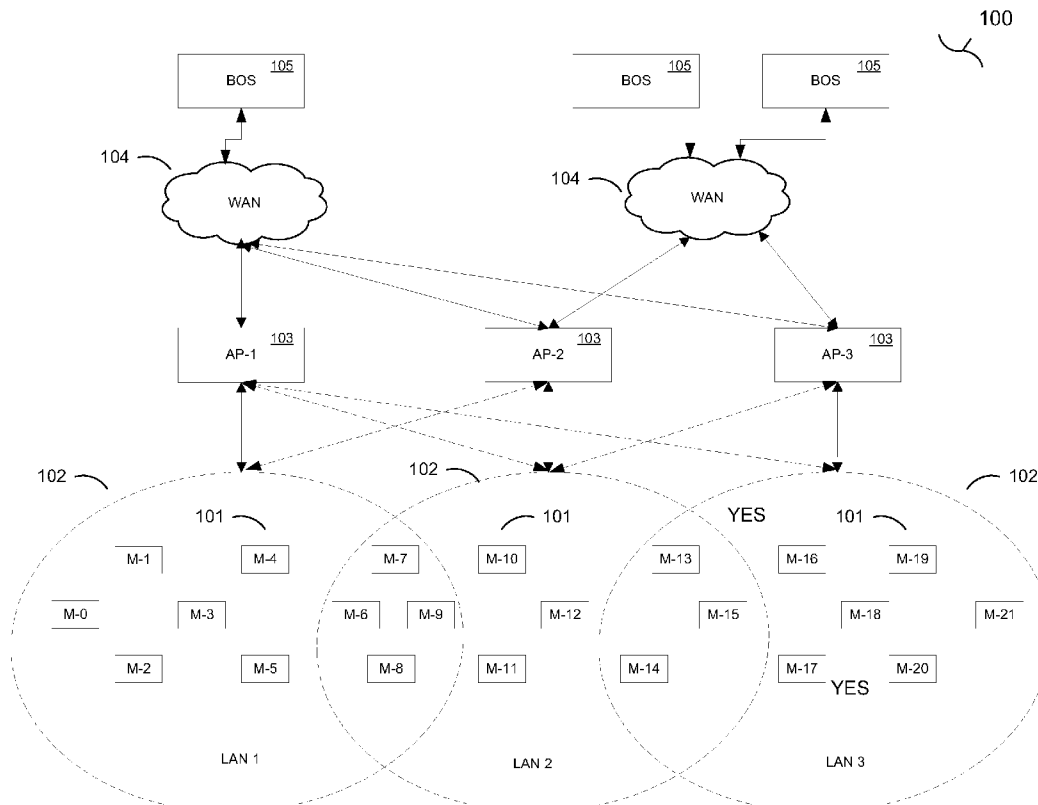 100
105 105 105
BOS BOS BOS
104 104
WAN WAN
103 103 103
AP-1 AP-2 AP-3
102 102 102
101 101 YES 101
M-1 M-4 M-7 M-10 M-13 M-16 M-19
M-0 M-3 M-6 M-9 M-12 M-15 M-18 M-21
M-2 M-5 M-8 M-11 M-14 M-17 M-20
YES
LAN 1 LAN 2 LAN 3